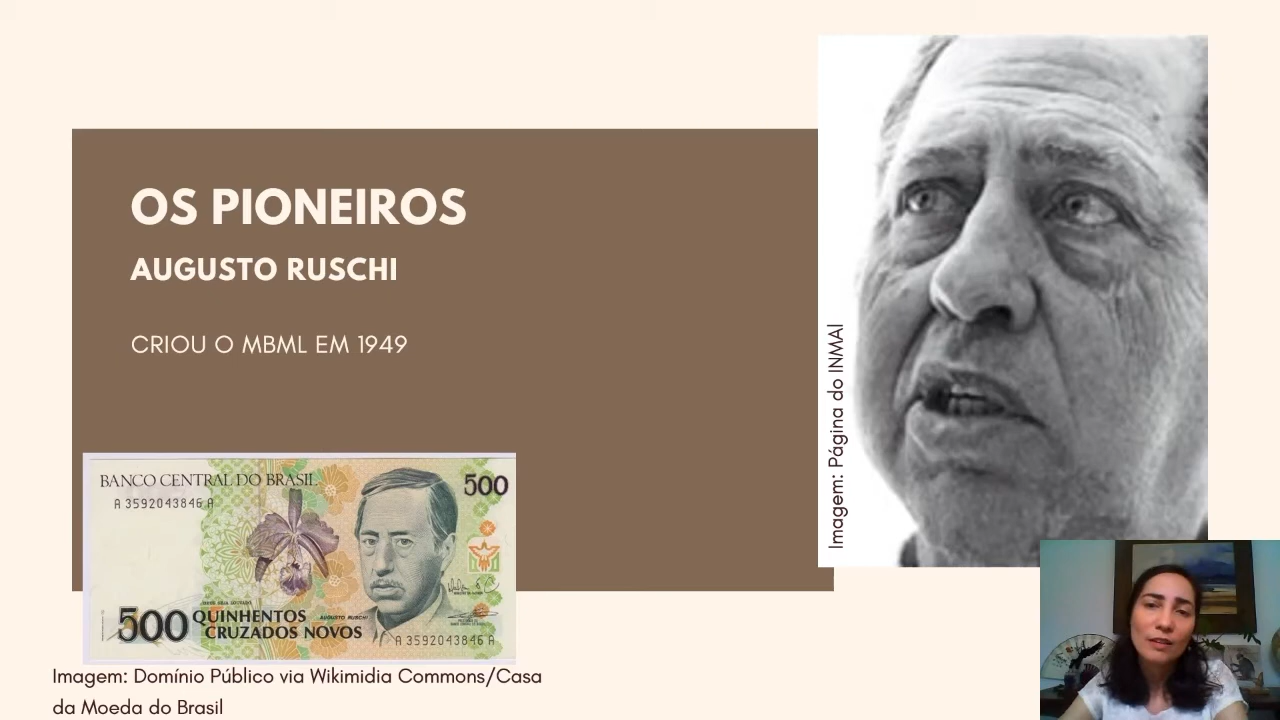 OS PIONEIROS
AUGUSTO RUSCHI
CRIOU O MBML EM 1949
Imagem: Página do INMAl
BANCO CENTRAL DO BRASIL
500
A 3592043846 A
AUGUSTO RUSCHI
500 QUINHENTOS
CRUZADOS NOVOS
A 3592043846 A
Imagem: Domínio Público via Wikimidia Commons/Casa
da Moeda do Brasil